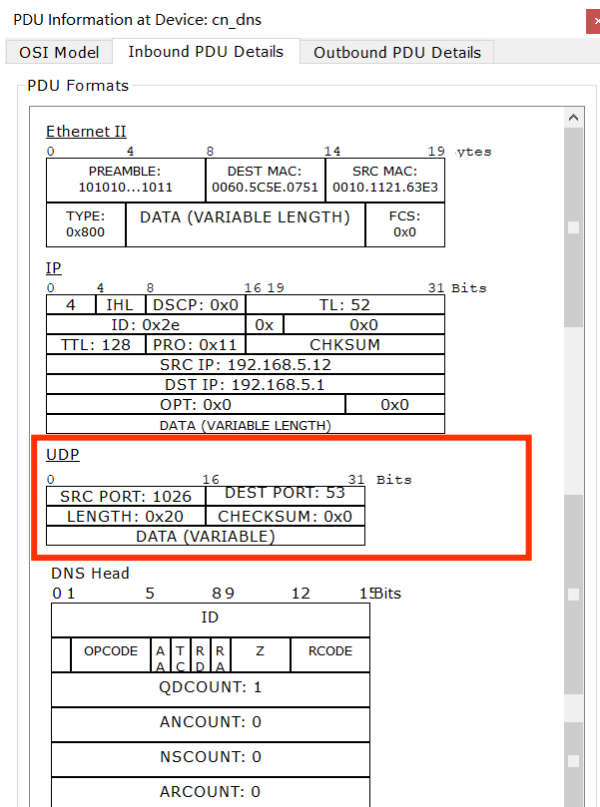 PDU Information at Device: cn_dns
OSI Model Inbound PDU Details Outbound PDU Details
PDU Formats
Ethernet II
0 4 8 14 19 ytes
PREAMBLE: 101010...1011 DEST MAC: 0060.5C5E.0751 SRC MAC: 0010.1121.63E3
TYPE: 0x800 DATA (VARIABLE LENGTH) FCS: 0x0
IP
0 4 8 16 19 31 Bits
4 IHL DSCP: 0x0 TL: 52
ID: 0x2e 0x 0x0
TTL: 128 PRO: 0x11 CHKSUM
SRC IP: 192.168.5.12
DST IP: 192.168.5.1
OPT: 0x0 0x0
DATA (VARIABLE LENGTH)
UDP
0 16 31 Bits
SRC PORT: 1026 DEST PORT: 53
LENGTH: 0x20 CHECKSUM: 0x0
DATA (VARIABLE)
DNS Head
0 1 5 8 9 12 15Bits
ID
OPCODE AA TC RD RA Z RCODE
QDCOUNT: 1
ANCOUNT: 0
NSCOUNT: 0
ARCOUNT: 0